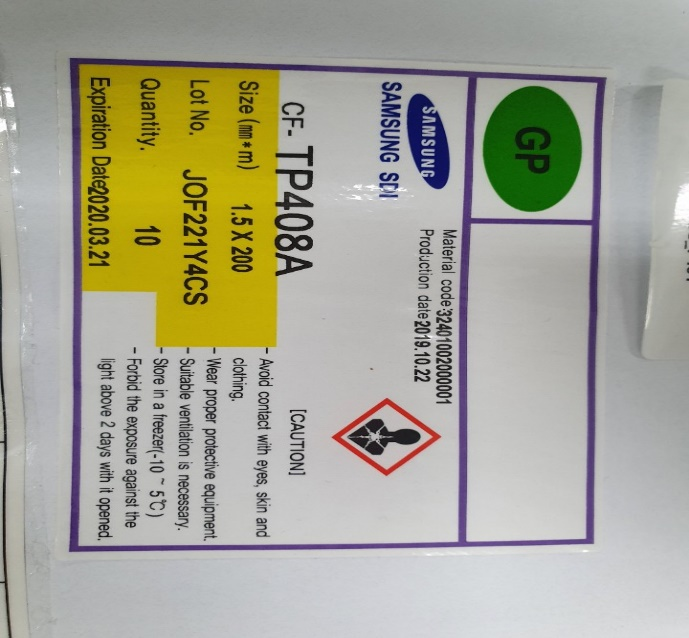 GP
SAMSUNG
SAMSUNG SDI
Material code:32401002000001
Production date 2019.10.22
CF- TP408A
Size (mm*m) 1.5 X 200
Lot No. JOF221Y4CS
Quantity. 10
Expiration Date2020.03.21
[CAUTION]
- Avoid contact with eyes, skin and
clothing.
- Wear proper protective equipment.
- Suitable ventilation is necessary.
- Store in a freezer(-10 ~ 5℃)
- Forbid the exposure against the
light above 2 days with it opened.